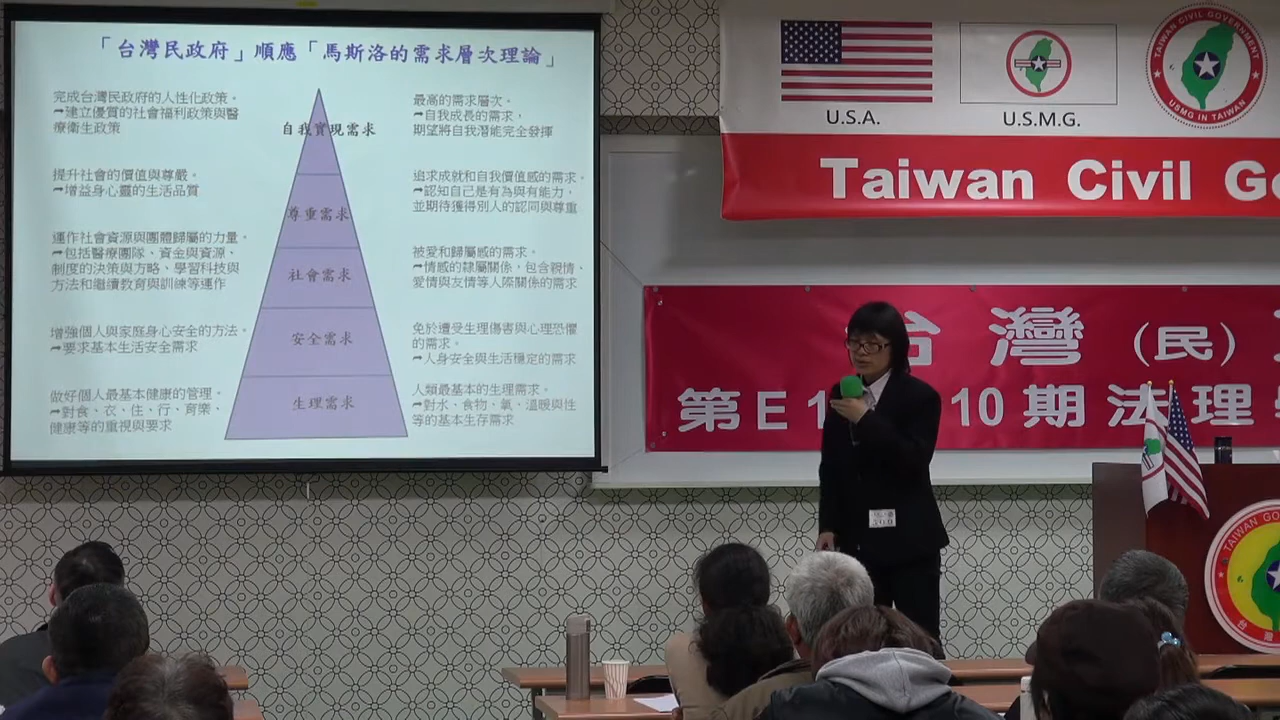 「台灣民政府」順應「馬斯洛的需求層次理論」
完成台灣民政府的人性化政策。
➡建立優質的社會福利政策與醫
療衛生政策
提升社會的價值與尊嚴。
➡增益身心靈的生活品質
運作社會資源與團體歸屬的力量。
➡包括醫療團隊、資金與資源、
制度的決策與方略、學習科技與
方法和繼續教育與訓練等運作
增強個人與家庭身心安全的方法。
➡要求基本生活安全需求
做好個人最基本健康的管理。
➡對食、衣、住、行、育樂、
健康等的重視與要求
自我實現需求
尊重需求
社會需求
安全需求
生理需求
最高的需求層次。
➡自我成長的需求，
期望將自我潛能完全發揮
追求成就和自我價值感的需求。
➡認知自己是有為與有能力，
並期待獲得別人的認同與尊重
被愛和歸屬感的需求。
➡情感的隸屬關係，包含親情、
愛情與友情等人際關係的需求
免於遭受生理傷害與心理恐懼
的需求。
➡人身安全與生活穩定的需求
人類最基本的生理需求。
➡對水、食物、氧、溫暖與性
等的基本生存需求
U.S.A.
U.S.M.G.
TAIWAN CIVIL GOVERNMENT
USMG IN TAIWAN
Taiwan Civil
台灣（民）
第E1 10期法理
TAIWAN
台灣